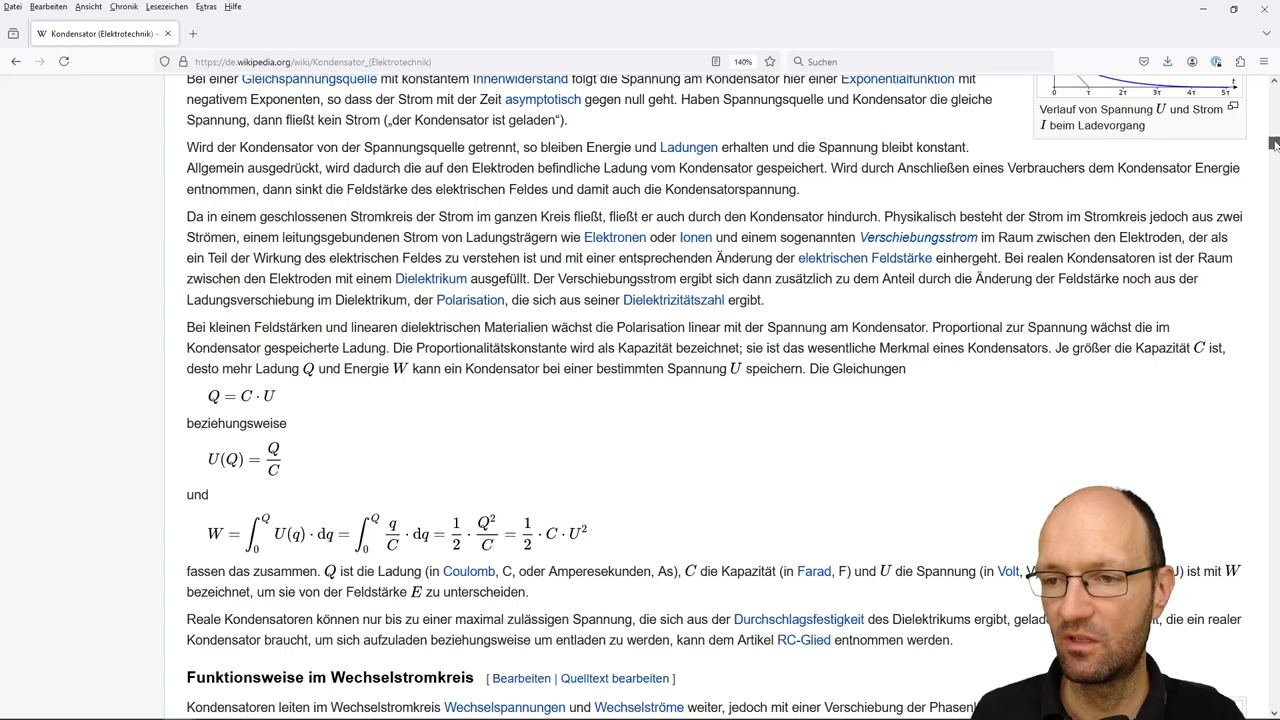 Datei Bearbeiten Ansicht Chronik Lesezeichen Extras Hilfe
W Kondensator (Elektrotechnik) –
https://de.wikipedia.org/wiki/Kondensator_(Elektrotechnik)
140%
Suchen
Bei einer Gleichspannungsquelle mit konstantem Innenwiderstand folgt die Spannung am Kondensator hier einer Exponentialfunktion mit
negativem Exponenten, so dass der Strom mit der Zeit asymptotisch gegen null geht. Haben Spannungsquelle und Kondensator die gleiche
Spannung, dann fließt kein Strom („der Kondensator ist geladen“).
0 τ 2τ 3τ 4τ 5τ t
Verlauf von Spannung U und Strom
I beim Ladevorgang
Wird der Kondensator von der Spannungsquelle getrennt, so bleiben Energie und Ladungen erhalten und die Spannung bleibt konstant.
Allgemein ausgedrückt, wird dadurch die auf den Elektroden befindliche Ladung vom Kondensator gespeichert. Wird durch Anschließen eines Verbrauchers dem Kondensator Energie
entnommen, dann sinkt die Feldstärke des elektrischen Feldes und damit auch die Kondensatorspannung.
Da in einem geschlossenen Stromkreis der Strom im ganzen Kreis fließt, fließt er auch durch den Kondensator hindurch. Physikalisch besteht der Strom im Stromkreis jedoch aus zwei
Strömen, einem leitungsgebundenen Strom von Ladungsträgern wie Elektronen oder Ionen und einem sogenannten Verschiebungsstrom im Raum zwischen den Elektroden, der als
ein Teil der Wirkung des elektrischen Feldes zu verstehen ist und mit einer entsprechenden Änderung der elektrischen Feldstärke einhergeht. Bei realen Kondensatoren ist der Raum
zwischen den Elektroden mit einem Dielektrikum ausgefüllt. Der Verschiebungsstrom ergibt sich dann zusätzlich zu dem Anteil durch die Änderung der Feldstärke noch aus der
Ladungsverschiebung im Dielektrikum, der Polarisation, die sich aus seiner Dielektrizitätszahl ergibt.
Bei kleinen Feldstärken und linearen dielektrischen Materialien wächst die Polarisation linear mit der Spannung am Kondensator. Proportional zur Spannung wächst die im
Kondensator gespeicherte Ladung. Die Proportionalitätskonstante wird als Kapazität bezeichnet; sie ist das wesentliche Merkmal eines Kondensators. Je größer die Kapazität C ist,
desto mehr Ladung Q und Energie W kann ein Kondensator bei einer bestimmten Spannung U speichern. Die Gleichungen
Q = C · U
beziehungsweise
U(Q) = Q/C
und
W = ∫₀^Q U(q) · dq = ∫₀^Q q/C · dq = 1/2 · Q²/C = 1/2 · C · U²
fassen das zusammen. Q ist die Ladung (in Coulomb, C, oder Amperesekunden, As), C die Kapazität (in Farad, F) und U die Spannung (in Volt, J) ist mit W
bezeichnet, um sie von der Feldstärke E zu unterscheiden.
Reale Kondensatoren können nur bis zu einer maximal zulässigen Spannung, die sich aus der Durchschlagsfestigkeit des Dielektrikums ergibt, die ein realer
Kondensator braucht, um sich aufzuladen beziehungsweise um entladen zu werden, kann dem Artikel RC-Glied entnommen werden.
Funktionsweise im Wechselstromkreis [ Bearbeiten | Quelltext bearbeiten ]
Kondensatoren leiten im Wechselstromkreis Wechselspannungen und Wechselströme weiter, jedoch mit einer Verschiebung der